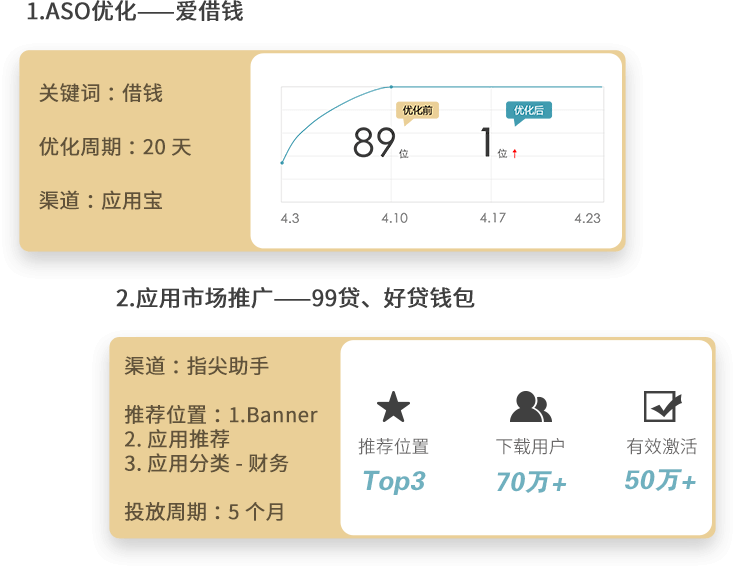 1.ASO优化——爱借钱
关键词：借钱
优化周期：20 天
渠道：应用宝
优化前
优化后
89位
1位↑
4.3 4.10 4.17 4.23
2.应用市场推广——99贷、好贷钱包
渠道：指尖助手
推荐位置：1.Banner
2. 应用推荐
3. 应用分类 - 财务
投放周期：5 个月
推荐位置 下载用户 有效激活
Top3 70万+ 50万+